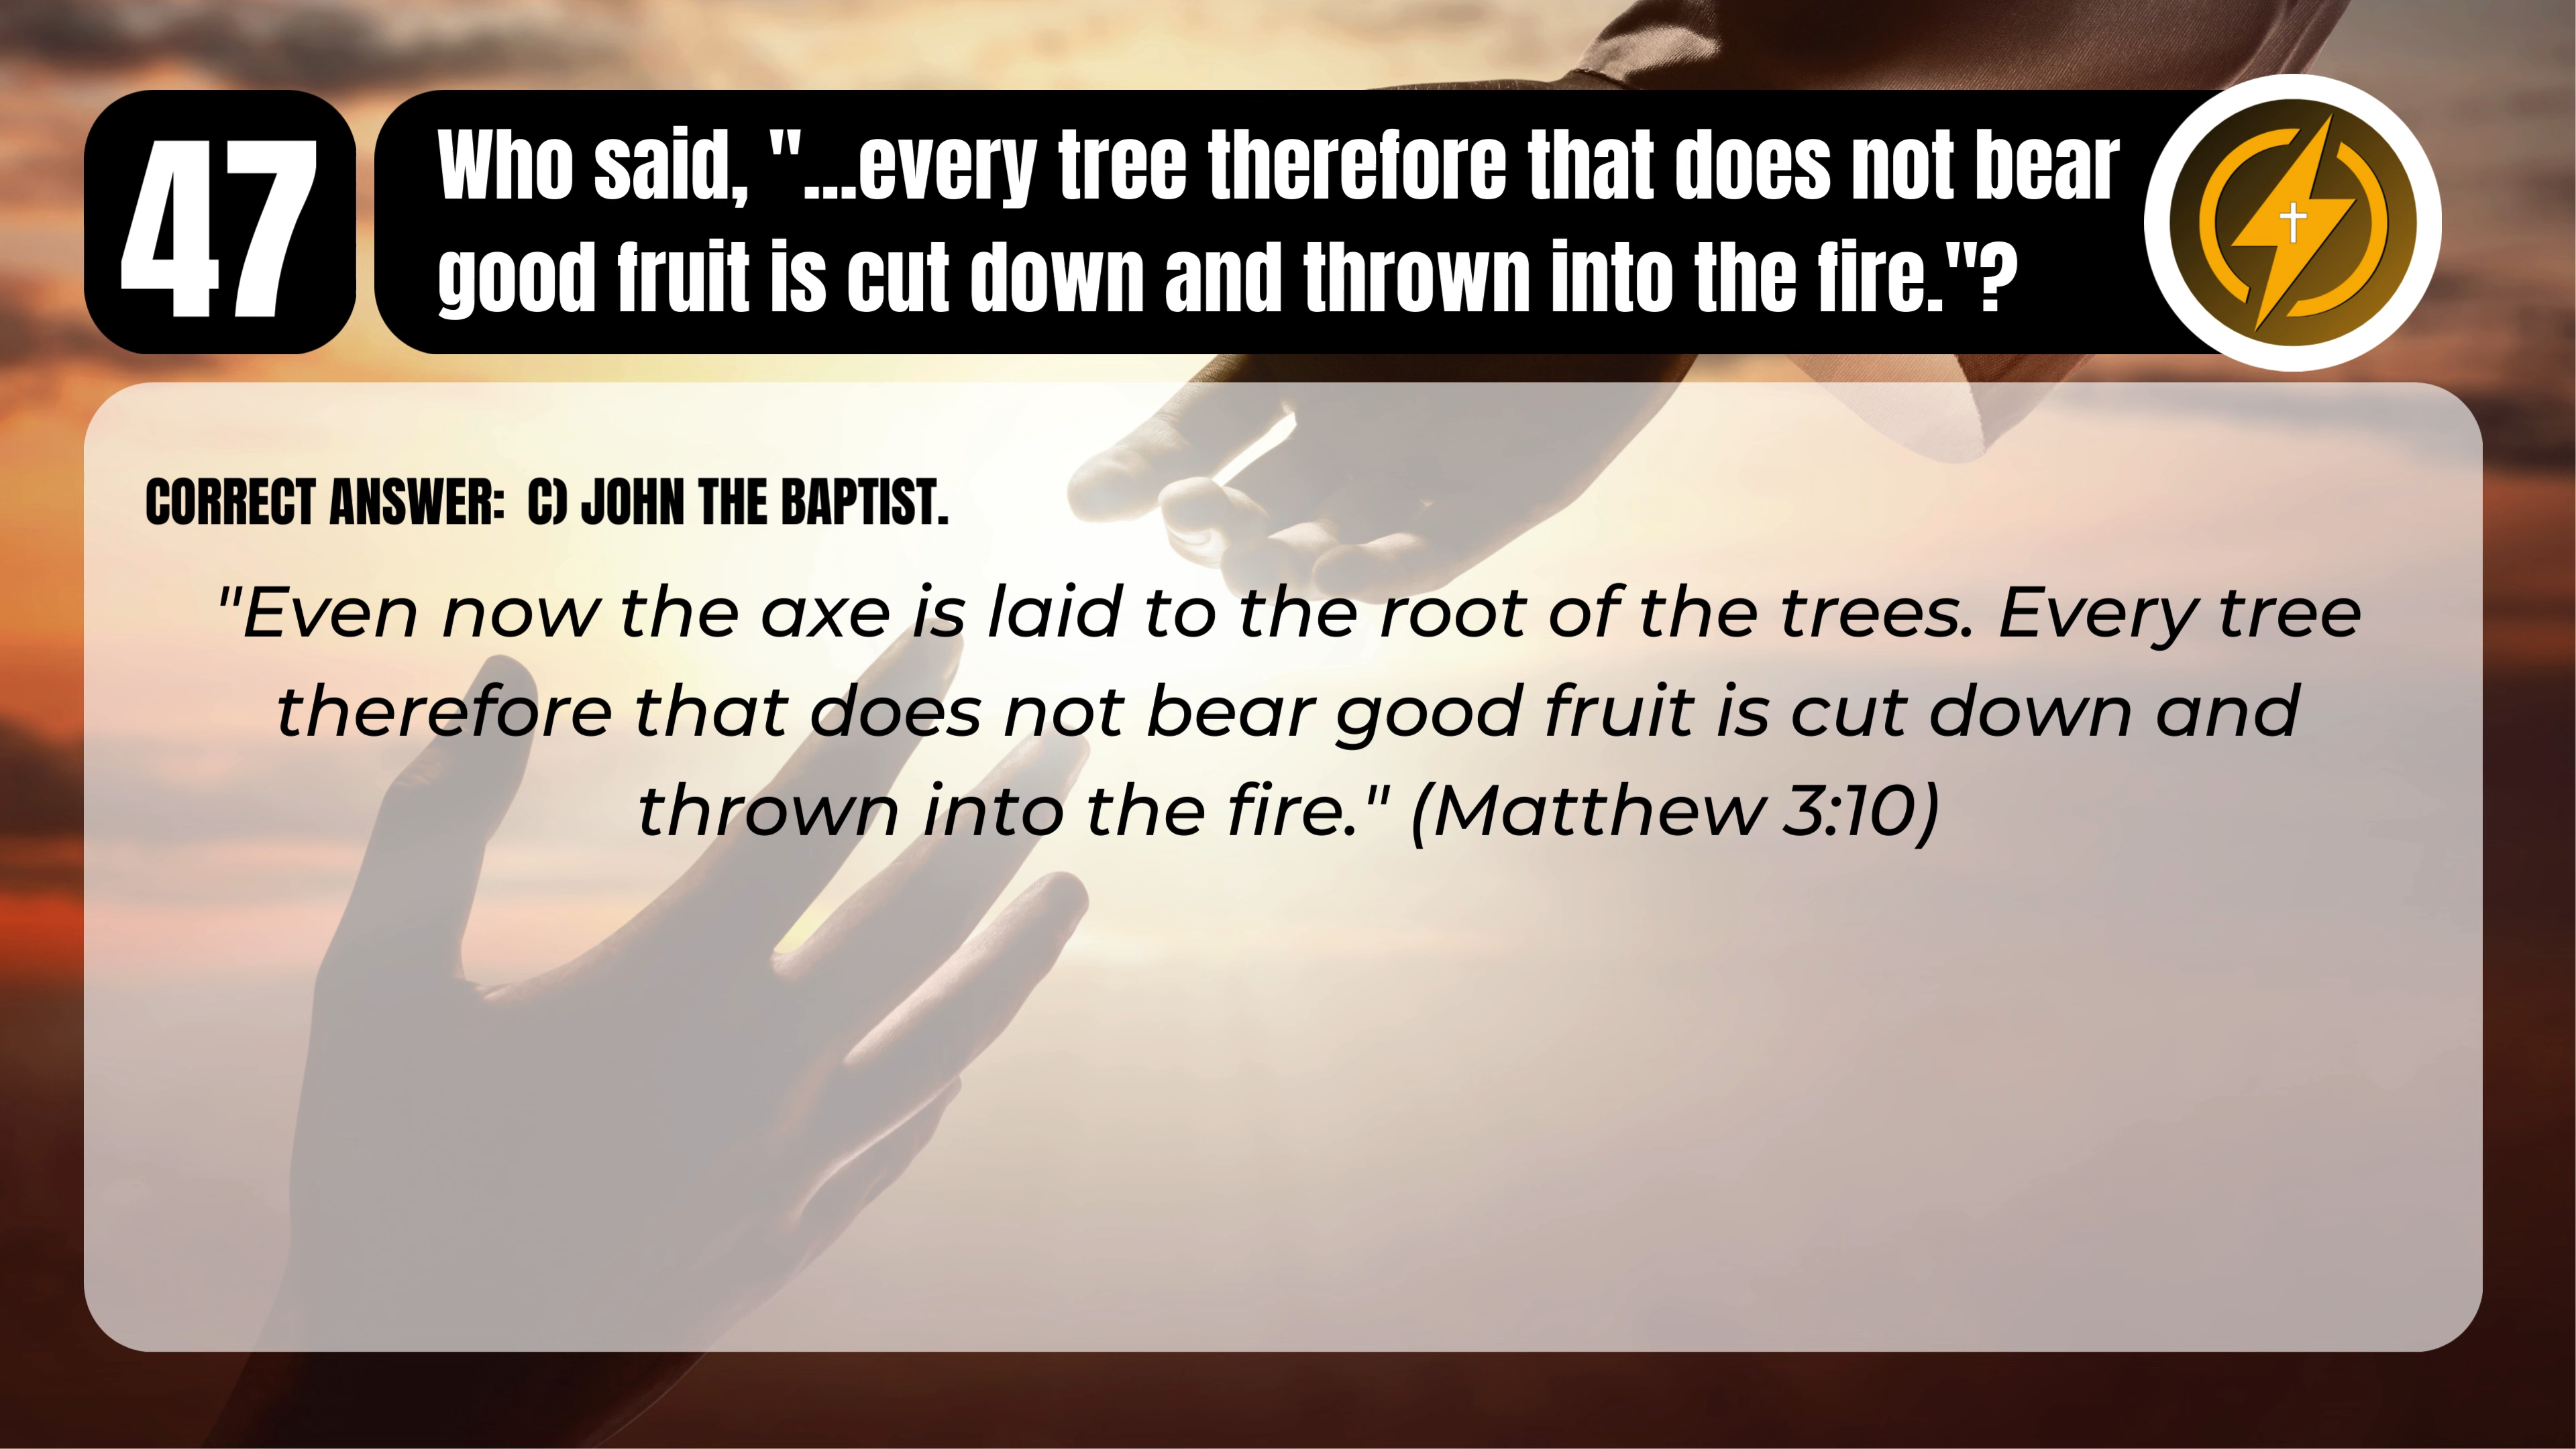 47
Who said, "...every tree therefore that does not bear
good fruit is cut down and thrown into the fire."?
CORRECT ANSWER: C) JOHN THE BAPTIST.
"Even now the axe is laid to the root of the trees. Every tree
therefore that does not bear good fruit is cut down and
thrown into the fire." (Matthew 3:10)